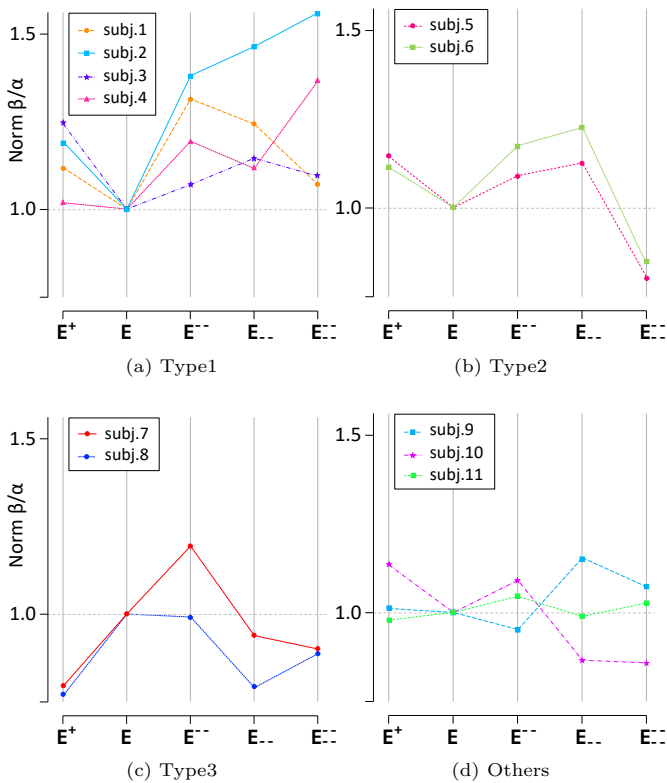 1.5
1.0
Norm β/α
subj.1
subj.2
subj.3
subj.4
E⁺ E E⁻⁻ E₋₋ E⁻⁻₋₋
(a) Type1
1.5
1.0
subj.5
subj.6
E⁺ E E⁻⁻ E₋₋ E⁻⁻₋₋
(b) Type2
1.5
1.0
Norm β/α
subj.7
subj.8
E⁺ E E⁻⁻ E₋₋ E⁻⁻₋₋
(c) Type3
1.5
1.0
subj.9
subj.10
subj.11
E⁺ E E⁻⁻ E₋₋ E⁻⁻₋₋
(d) Others